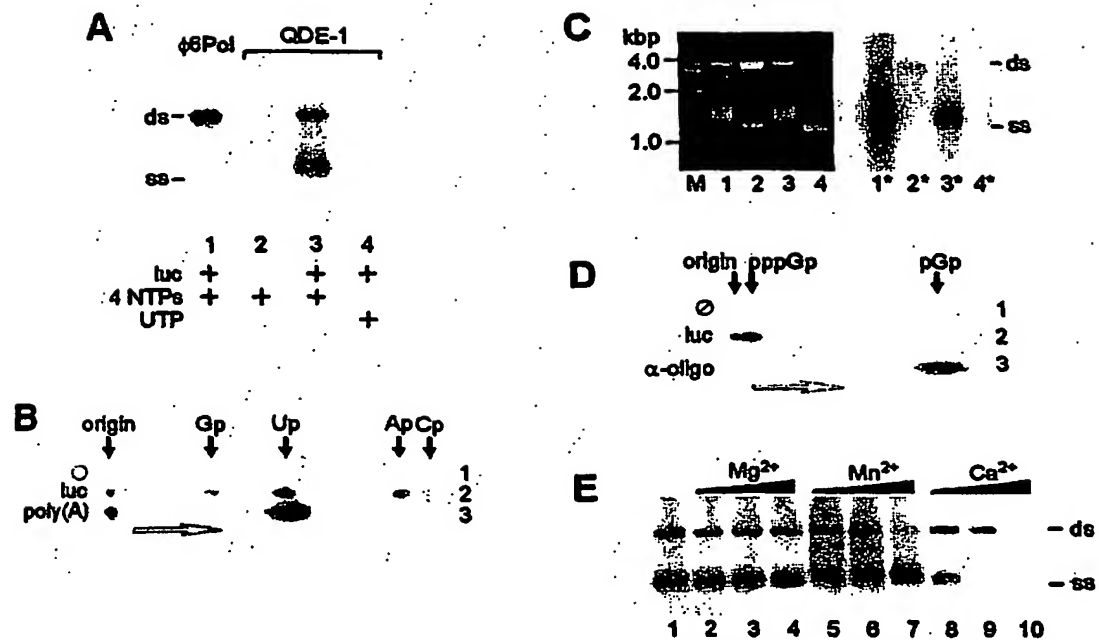 A
ϕ6Pol QDE-1
ds
ss
1 2 3 4
luc + + +
4 NTPs + + +
UTP +
B
origin Gp Up Ap Cp
∅ 1
luc 2
poly(A) 3
C
kbp
4.0
2.0
1.0
M 1 2 3 4 1* 2* 3* 4*
ds
ss
D
origin pppGp pGp
∅ 1
luc 2
α-oligo 3
E
Mg²⁺ Mn²⁺ Ca²⁺
ds
ss
1 2 3 4 5 6 7 8 9 10